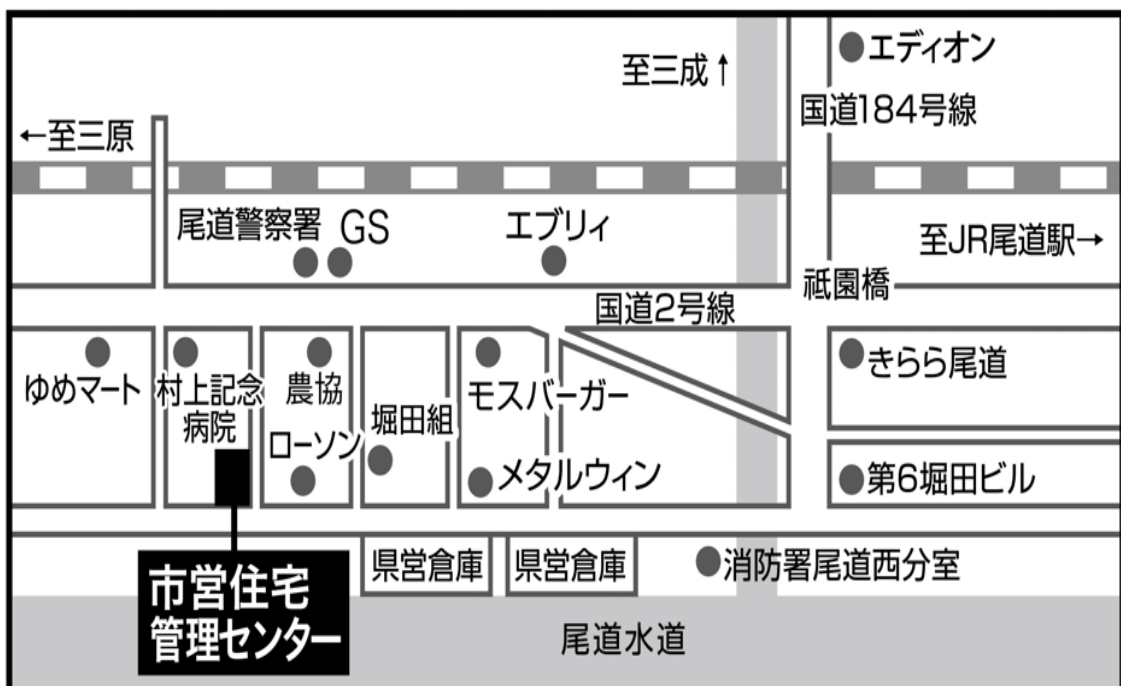 エディオン
至三成↑
国道184号線
←至三原
尾道警察署
GS
エブリィ
至JR尾道駅→
祇園橋
国道2号線
きらら尾道
ゆめマート
村上記念
病院
農協
モスバーガー
堀田組
ローソン
メタルウィン
第6堀田ビル
県営倉庫
県営倉庫
消防署尾道西分室
市営住宅
管理センター
尾道水道